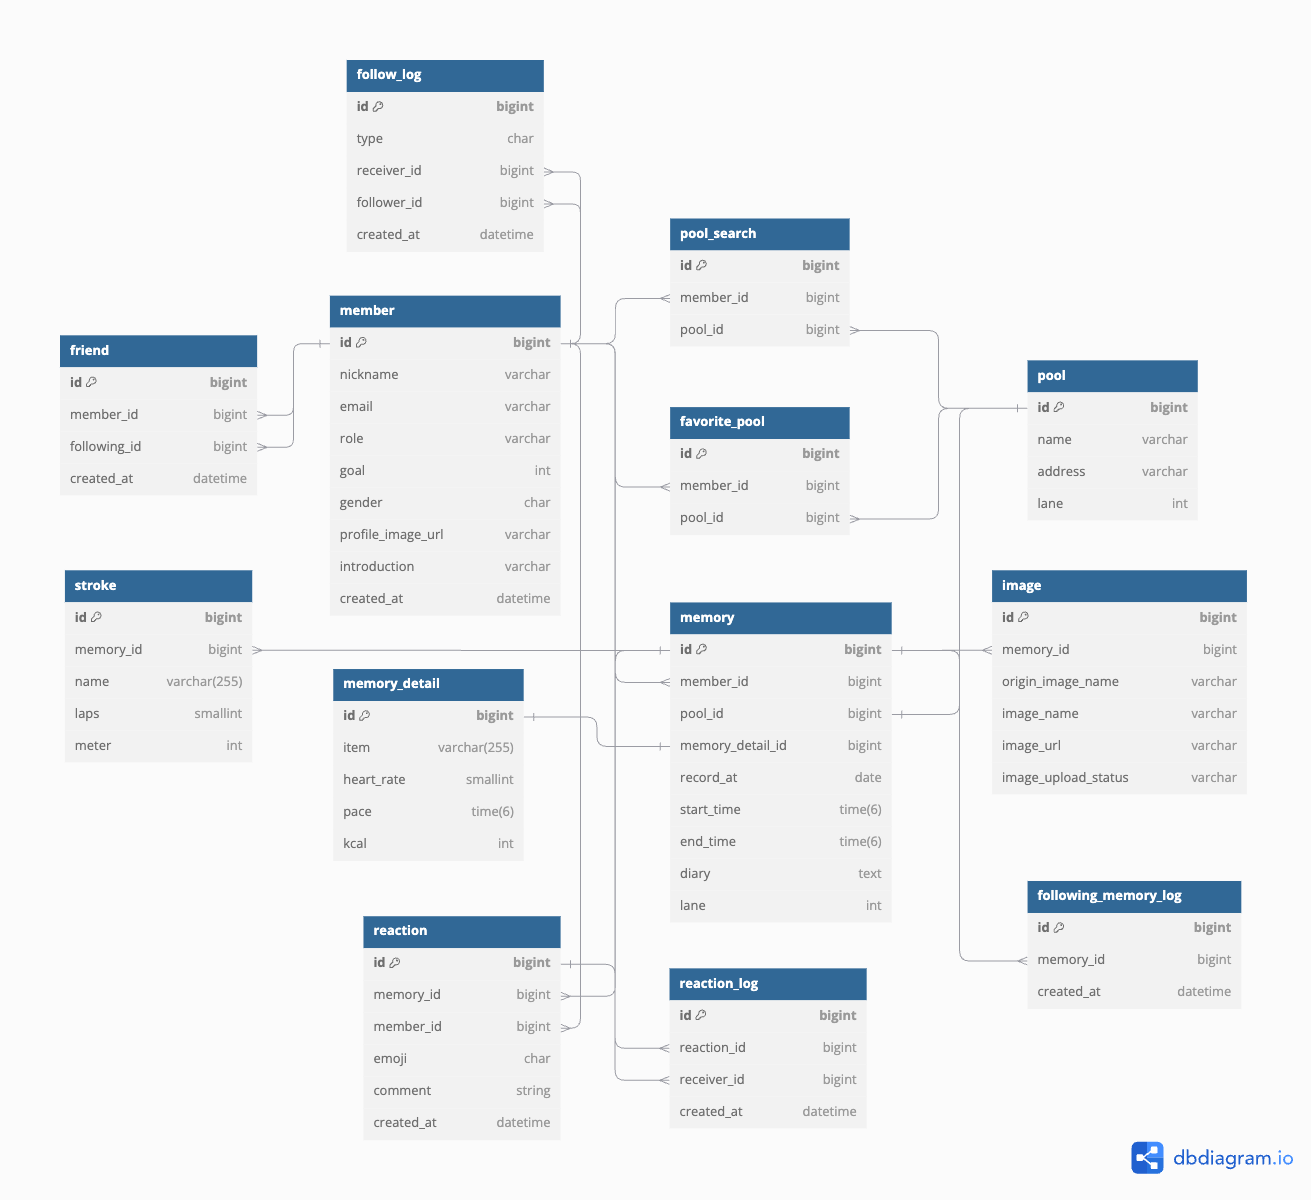 follow_log
id bigint
type char
receiver_id bigint
follower_id bigint
created_at datetime
pool_search
id bigint
member_id bigint
pool_id bigint
member
id bigint
nickname varchar
email varchar
role varchar
goal int
gender char
profile_image_url varchar
introduction varchar
created_at datetime
friend
id bigint
member_id bigint
following_id bigint
created_at datetime
pool
id bigint
name varchar
address varchar
lane int
favorite_pool
id bigint
member_id bigint
pool_id bigint
stroke
id bigint
memory_id bigint
name varchar(255)
laps smallint
meter int
image
id bigint
memory_id bigint
origin_image_name varchar
image_name varchar
image_url varchar
image_upload_status varchar
memory
id bigint
member_id bigint
pool_id bigint
memory_detail_id bigint
record_at date
start_time time(6)
end_time time(6)
diary text
lane int
memory_detail
id bigint
item varchar(255)
heart_rate smallint
pace time(6)
kcal int
following_memory_log
id bigint
memory_id bigint
created_at datetime
reaction
id bigint
memory_id bigint
member_id bigint
emoji char
comment string
created_at datetime
reaction_log
id bigint
reaction_id bigint
receiver_id bigint
created_at datetime
dbdiagram.io